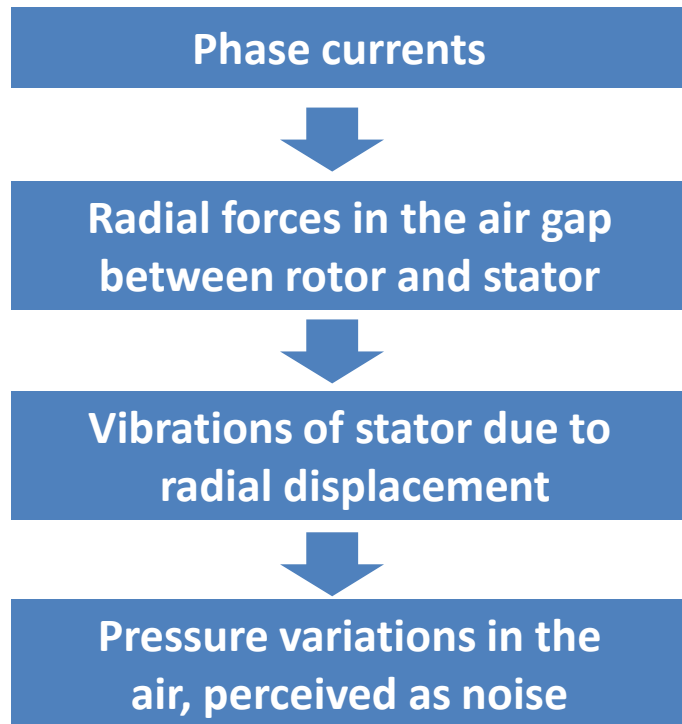 Phase currents
Radial forces in the air gap
between rotor and stator
Vibrations of stator due to
radial displacement
Pressure variations in the
air, perceived as noise